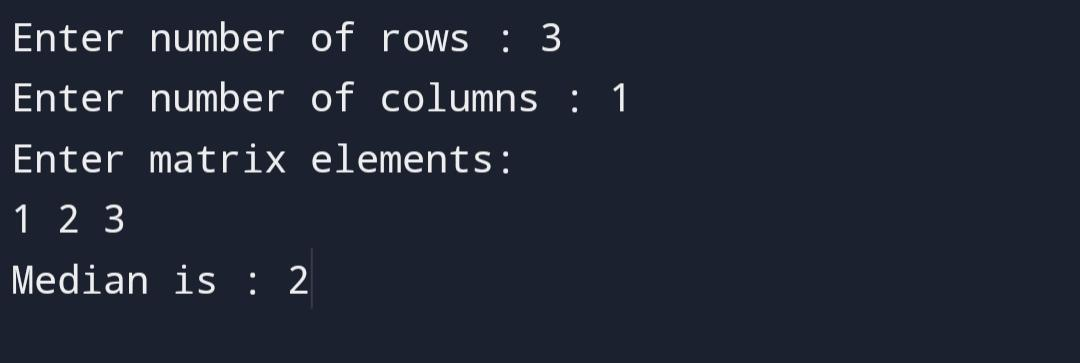 Enter number of rows : 3
Enter number of columns : 1
Enter matrix elements:
1 2 3
Median is : 2